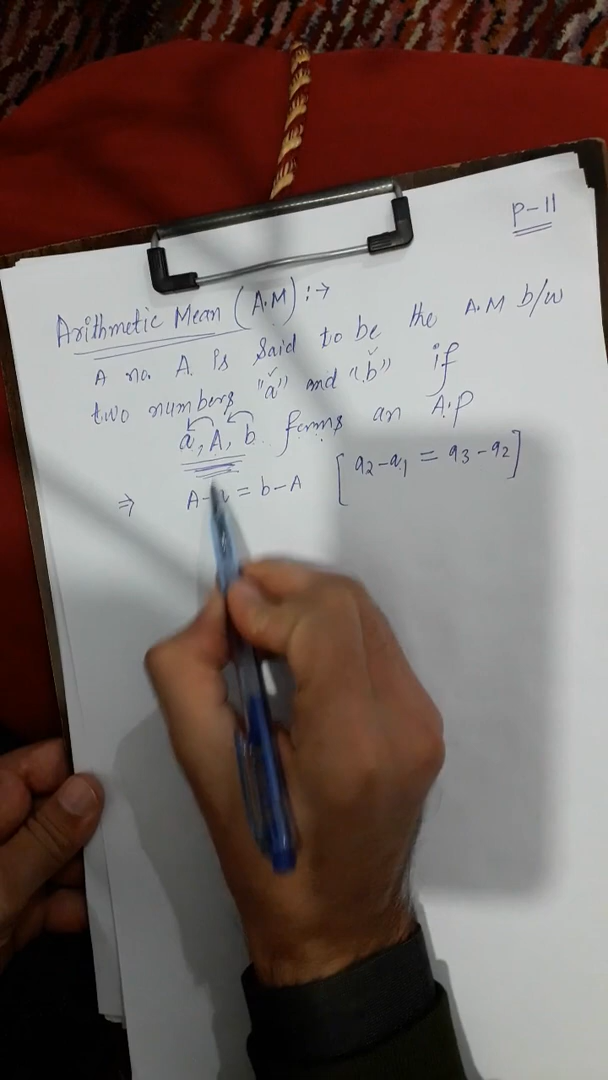 P-11
Arithmetic Mean (A.M) :→
A no. A is said to be the A.M b/w
two numbers "a" and "b" if
a, A, b forms an A.P
⇒ A-a = b-A [a₂-a₁ = a₃-a₂]